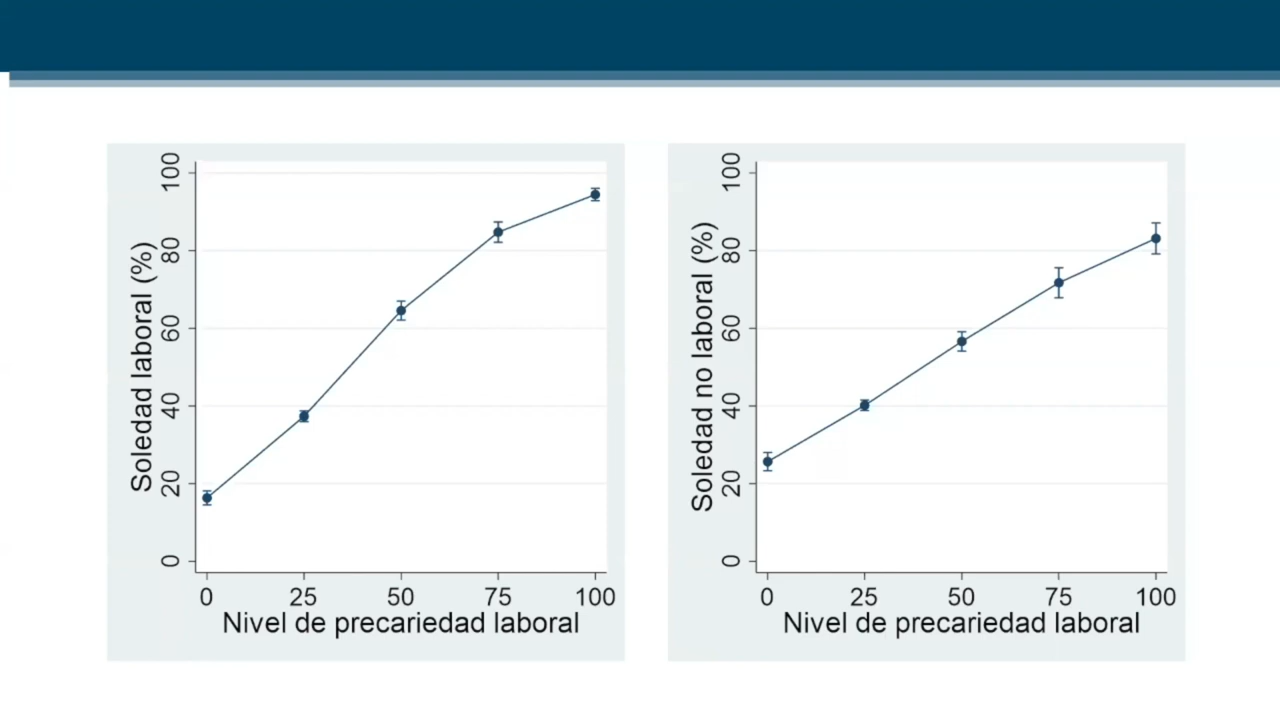 Soledad laboral (%)
100
80
60
40
20
0
0 25 50 75 100
Nivel de precariedad laboral
Soledad no laboral (%)
100
80
60
40
20
0
0 25 50 75 100
Nivel de precariedad laboral